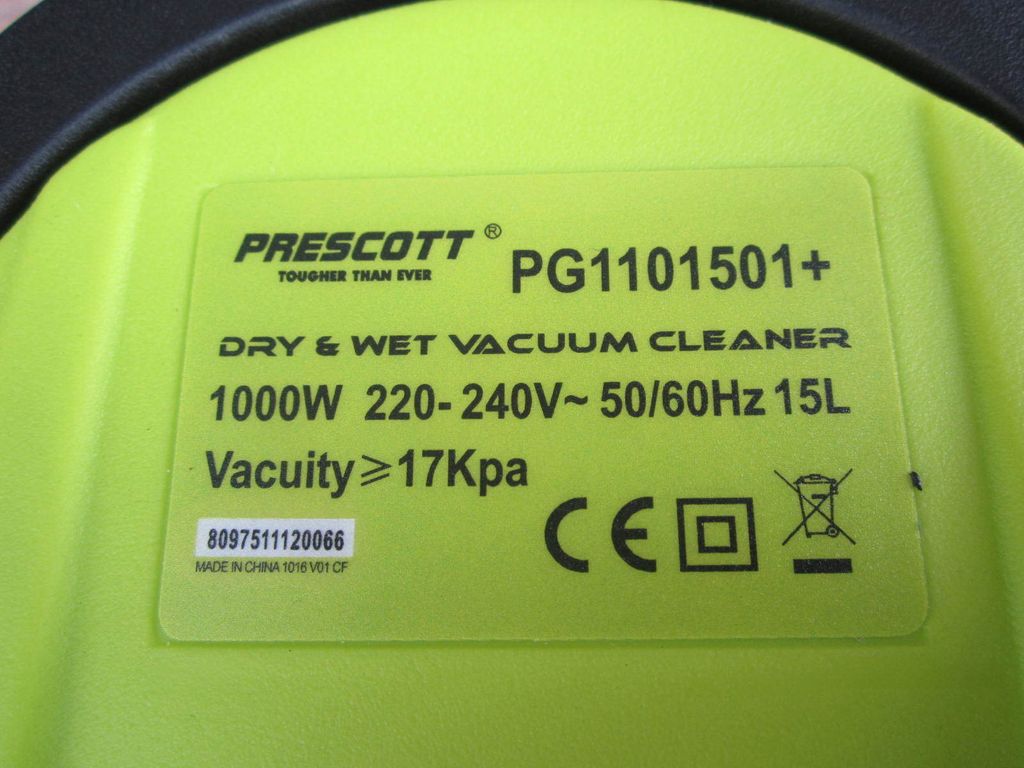 PRESCOTT ® PG1101501+
TOUGHER THAN EVER
DRY & WET VACUUM CLEANER
1000W 220- 240V~ 50/60Hz 15L
Vacuity≥17Kpa
8097511120066
MADE IN CHINA 1016 V01 CF
CE